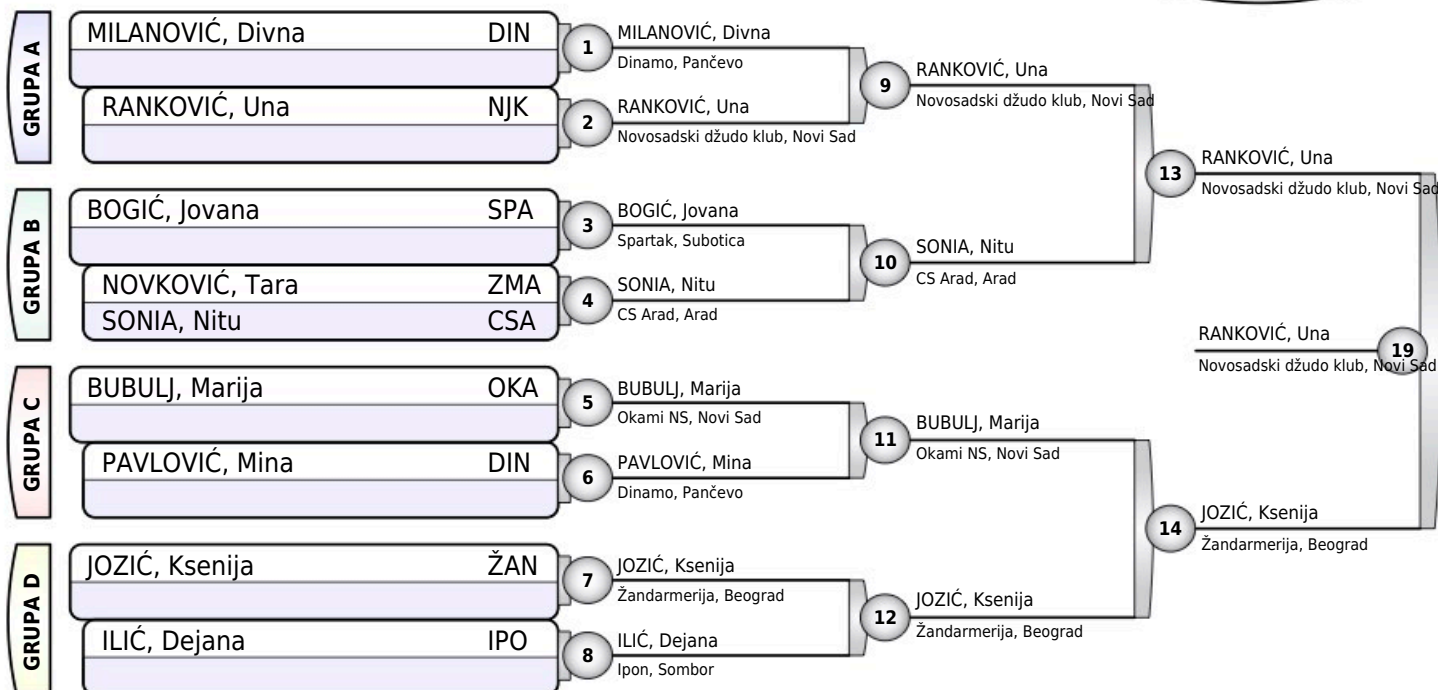 GRUPA A
MILANOVIĆ, Divna DIN
RANKOVIĆ, Una NJK
GRUPA B
BOGIĆ, Jovana SPA
NOVKOVIĆ, Tara ZMA
SONIA, Nitu CSA
GRUPA C
BUBULJ, Marija OKA
PAVLOVIĆ, Mina DIN
GRUPA D
JOZIĆ, Ksenija ŽAN
ILIĆ, Dejana IPO
1 MILANOVIĆ, Divna
Dinamo, Pančevo
2 RANKOVIĆ, Una
Novosadski džudo klub, Novi Sad
3 BOGIĆ, Jovana
Spartak, Subotica
4 SONIA, Nitu
CS Arad, Arad
5 BUBULJ, Marija
Okami NS, Novi Sad
6 PAVLOVIĆ, Mina
Dinamo, Pančevo
7 JOZIĆ, Ksenija
Žandarmerija, Beograd
8 ILIĆ, Dejana
Ipon, Sombor
9 RANKOVIĆ, Una
Novosadski džudo klub, Novi Sad
10 SONIA, Nitu
CS Arad, Arad
11 BUBULJ, Marija
Okami NS, Novi Sad
12 JOZIĆ, Ksenija
Žandarmerija, Beograd
13 RANKOVIĆ, Una
Novosadski džudo klub, Novi Sad
14 JOZIĆ, Ksenija
Žandarmerija, Beograd
RANKOVIĆ, Una 19
Novosadski džudo klub, Novi Sad